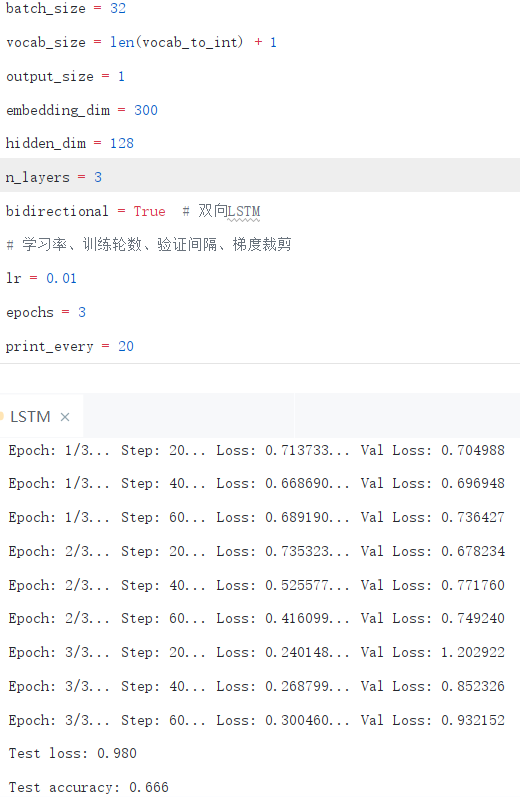 batch_size = 32
vocab_size = len(vocab_to_int) + 1
output_size = 1
embedding_dim = 300
hidden_dim = 128
n_layers = 3
bidirectional = True  # 双向LSTM
# 学习率、训练轮数、验证间隔、梯度裁剪
lr = 0.01
epochs = 3
print_every = 20
LSTM ×
Epoch: 1/3... Step: 20... Loss: 0.713733... Val Loss: 0.704988
Epoch: 1/3... Step: 40... Loss: 0.668690... Val Loss: 0.696948
Epoch: 1/3... Step: 60... Loss: 0.689190... Val Loss: 0.736427
Epoch: 2/3... Step: 20... Loss: 0.735323... Val Loss: 0.678234
Epoch: 2/3... Step: 40... Loss: 0.525577... Val Loss: 0.771760
Epoch: 2/3... Step: 60... Loss: 0.416099... Val Loss: 0.749240
Epoch: 3/3... Step: 20... Loss: 0.240148... Val Loss: 1.202922
Epoch: 3/3... Step: 40... Loss: 0.268799... Val Loss: 0.852326
Epoch: 3/3... Step: 60... Loss: 0.300460... Val Loss: 0.932152
Test loss: 0.980
Test accuracy: 0.666